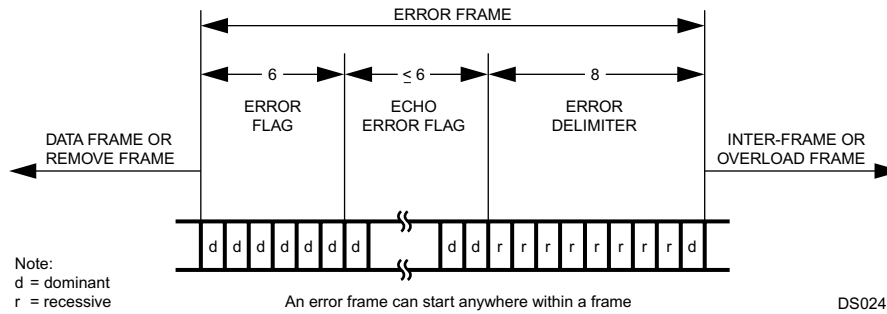 ERROR FRAME
6
≤ 6
8
ERROR
FLAG
ECHO
ERROR FLAG
ERROR
DELIMITER
DATA FRAME OR
REMOVE FRAME
INTER-FRAME OR
OVERLOAD FRAME
d d d d d d d d d r r r r r r r r d
Note:
d = dominant
r = recessive
An error frame can start anywhere within a frame
DS024